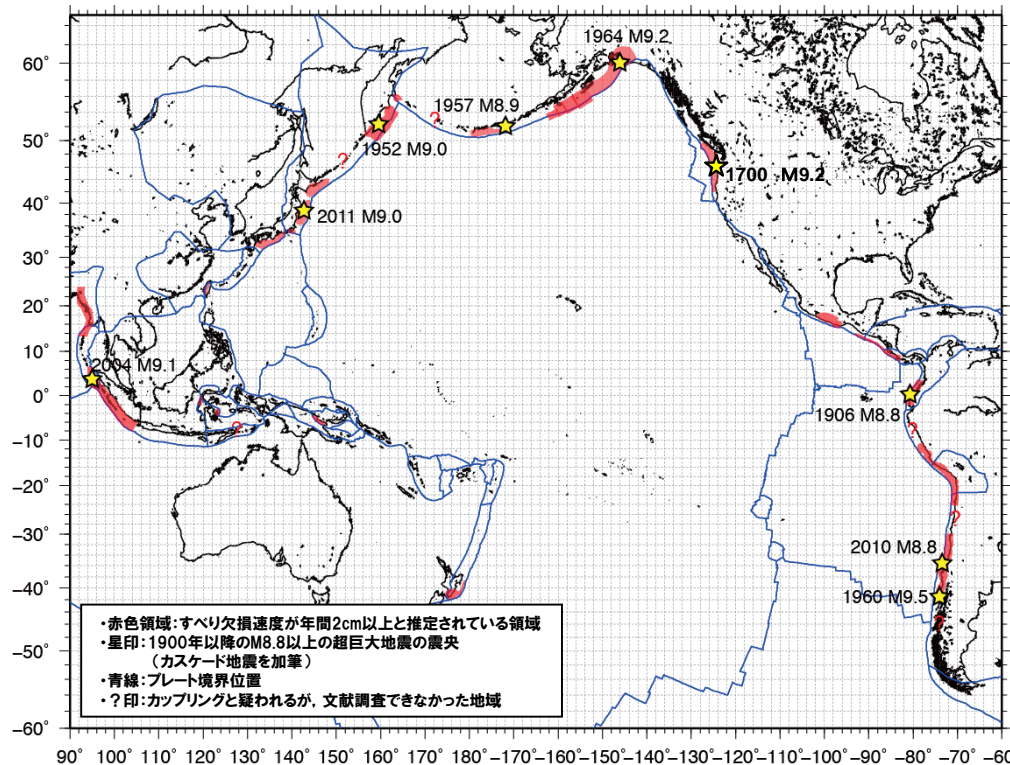 1964 M9.2
60°
1957 M8.9
?
50°
1952 M9.0
?
1700 M9.2
40°
2011 M9.0
30°
20°
10°
2004 M9.1
0°
1906 M8.8
?
?
-10°
-20°
?
-30°
2010 M8.8
-40°
1960 M9.5
?
・赤色領域:すべり欠損速度が年間2cm以上と推定されている領域
・星印:1900年以降のM8.8以上の超巨大地震の震央
(カスケード地震を加筆)
・青線:プレート境界位置
・?印:カップリングと疑われるが,文献調査できなかった地域
-50°
-60°
90 100 110 120 130 140 150 160 170 180 -170 -160 -150 -140 -130 -120 -110 -100 -90 -80 -70 -60